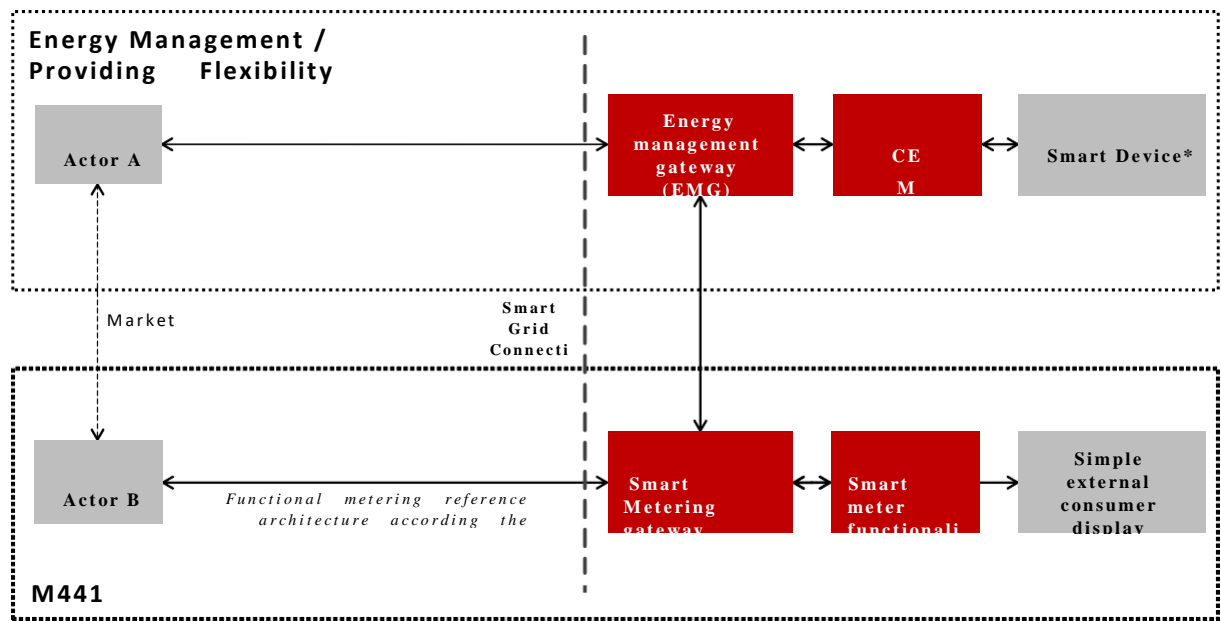 Energy Management /
Providing Flexibility
Actor A
Energy
management
gateway
(EMG)
CE
M
Smart Device*
Market
Smart
Grid
Connecti
Actor B
Functional metering reference
architecture according the
Smart
Metering
gateway
Smart
meter
functionali
Simple
external
consumer
display
M441